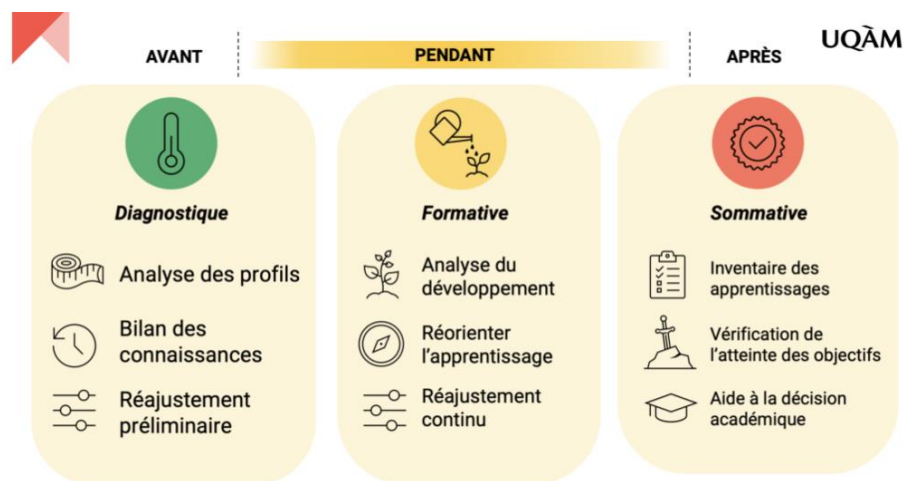 AVANT
PENDANT
APRÈS
UQÀM
Diagnostique
Analyse des profils
Bilan des
connaissances
Réajustement
préliminaire
Formative
Analyse du
développement
Réorienter
l'apprentissage
Réajustement
continu
Sommative
Inventaire des
apprentissages
Vérification de
l'atteinte des objectifs
Aide à la décision
académique